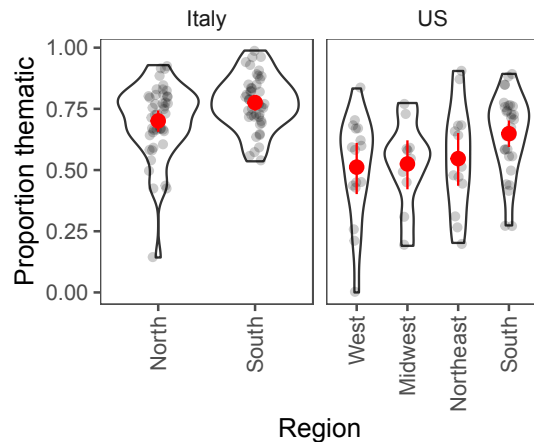 Italy
US
Proportion thematic
1.00
0.75
0.50
0.25
0.00
North
South
West
Midwest
Northeast
South
Region